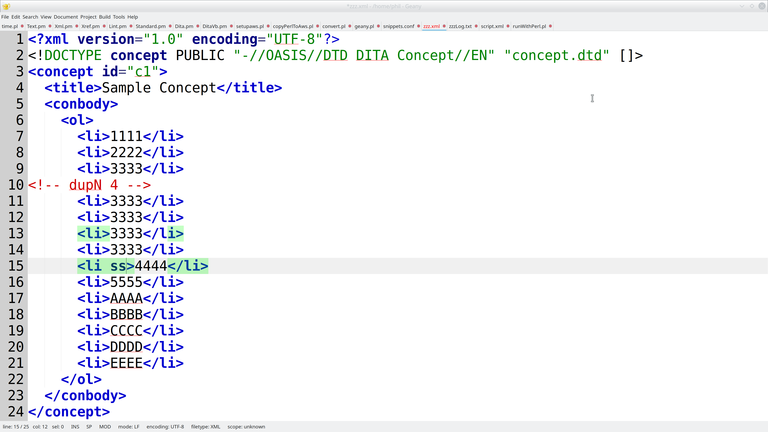 *zzz.xml - /home/phil - Geany
File Edit Search View Document Project Build Tools Help
time.pl Text.pm Xml.pm Xref.pm Lint.pm Standard.pm Dita.pm DitaVb.pm setupaws.pl copyPerlToAws.pl convert.pl geany.pl snippets.conf zzz.xml zzzLog.txt script.xml runWithPerl.pl
1 <?xml version="1.0" encoding="UTF-8"?>
2 <!DOCTYPE concept PUBLIC "-//OASIS//DTD DITA Concept//EN" "concept.dtd" []>
3 <concept id="c1">
4 <title>Sample Concept</title>
5 <conbody>
6 <ol>
7 <li>1111</li>
8 <li>2222</li>
9 <li>3333</li>
10 <!-- dupN 4 -->
11 <li>3333</li>
12 <li>3333</li>
13 <li>3333</li>
14 <li>3333</li>
15 <li ss>4444</li>
16 <li>5555</li>
17 <li>AAAA</li>
18 <li>BBBB</li>
19 <li>CCCC</li>
20 <li>DDDD</li>
21 <li>EEEE</li>
22 </ol>
23 </conbody>
24 </concept>
line: 15 / 25 col: 12 sel: 0 INS SP MOD mode: LF encoding: UTF-8 filetype: XML scope: unknown